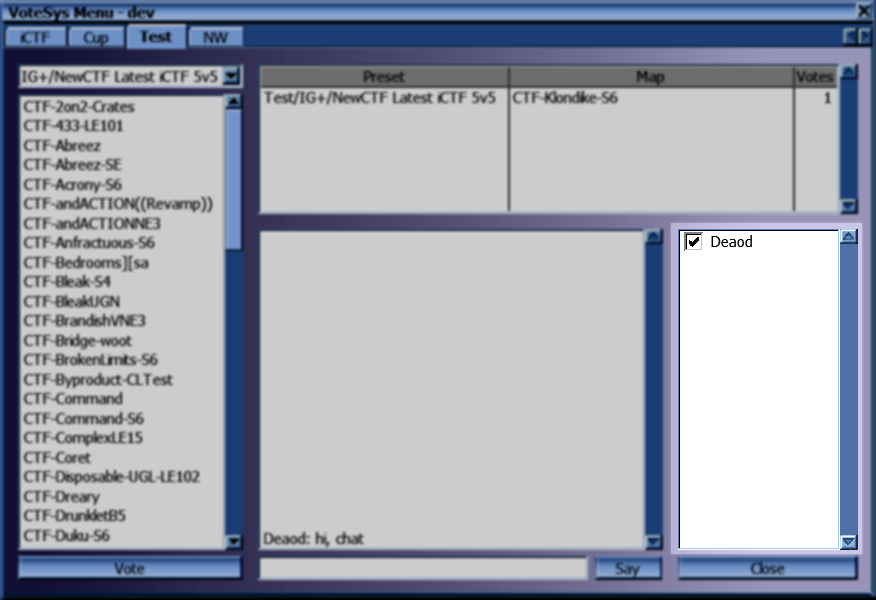 VoteSys Menu - dev
iCTF Cup Test NW
IG+/NewCTF Latest iCTF 5v5
CTF-2on2-Crates
CTF-433-LE101
CTF-Abreez
CTF-Abreez-SE
CTF-Acrony-S6
CTF-andACTION((Revamp))
CTF-andACTIONNE3
CTF-Anfractuous-S6
CTF-Bedrooms][sa
CTF-Bleak-S4
CTF-BleakUGN
CTF-BrandishVNE3
CTF-Bridge-woot
CTF-BrokenLimits-S6
CTF-Byproduct-CLTest
CTF-Command
CTF-Command-S6
CTF-ComplexLE15
CTF-Coret
CTF-Disposable-UGL-LE102
CTF-Dreary
CTF-DrunkletB5
CTF-Duku-S6
Vote
Preset Map Votes
Test/IG+/NewCTF Latest iCTF 5v5 CTF-Klondike-S6 1
Deaod: hi, chat
Say
Deaod
Close